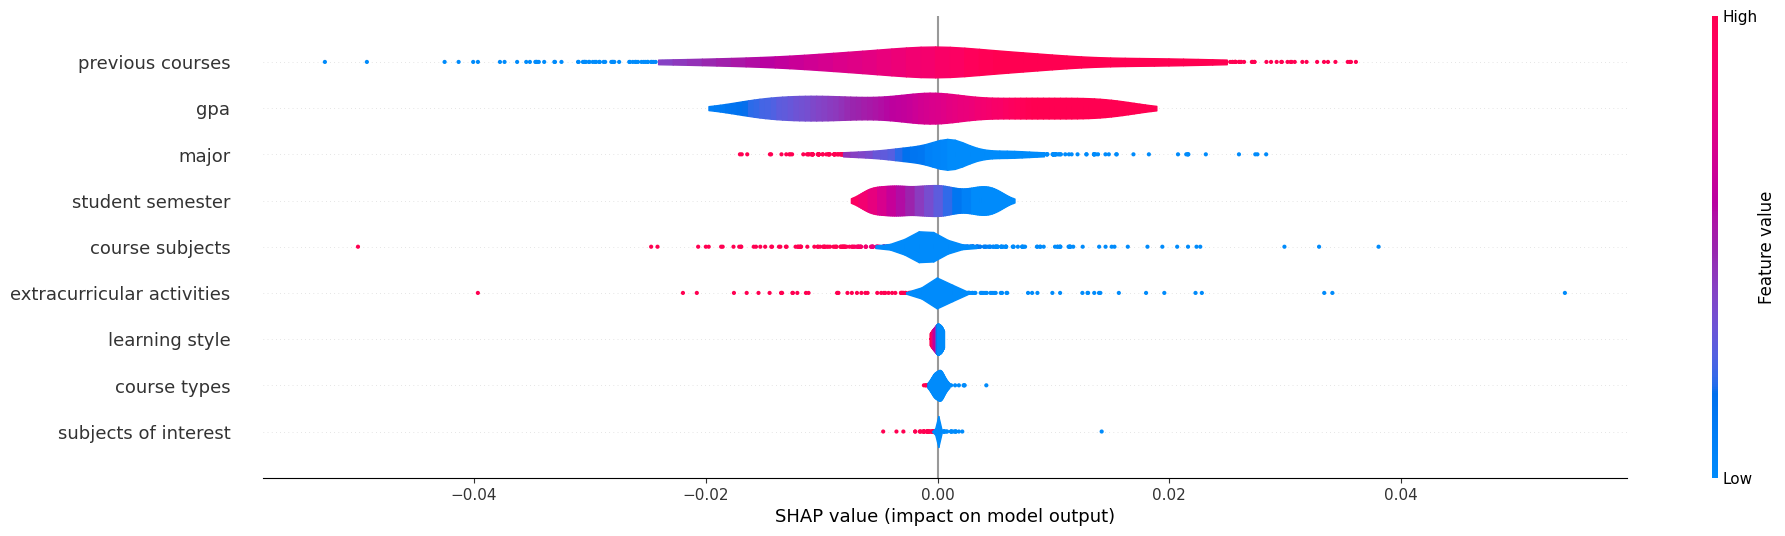 High
previous courses
gpa
major
student semester
course subjects
extracurricular activities
learning style
course types
subjects of interest
Feature value
Low
−0.04 −0.02 0.00 0.02 0.04
SHAP value (impact on model output)